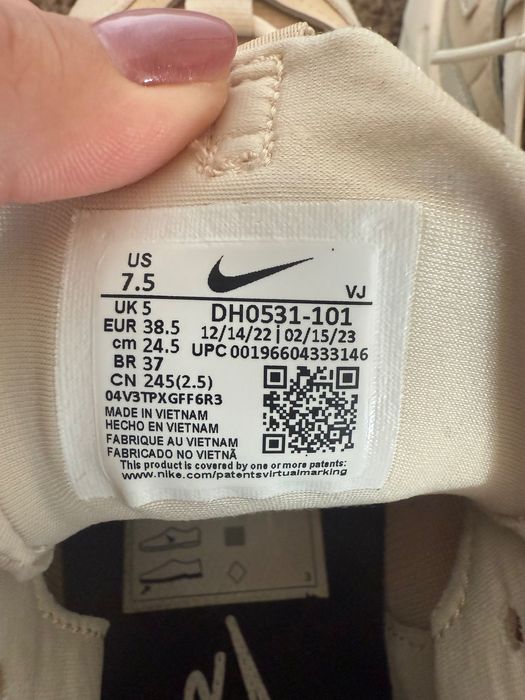 US
7.5
VJ
UK 5
EUR 38.5
cm 24.5
BR 37
CN 245(2.5)
04V3TPXGFF6R3
DH0531-101
12/14/22 | 02/15/23
UPC 00196604333146
MADE IN VIETNAM
HECHO EN VIETNAM
FABRIQUE AU VIETNAM
FABRICADO NO VIETNÃ
This product is covered by one or more patents:
www.nike.com/patentsvirtualmarking
3